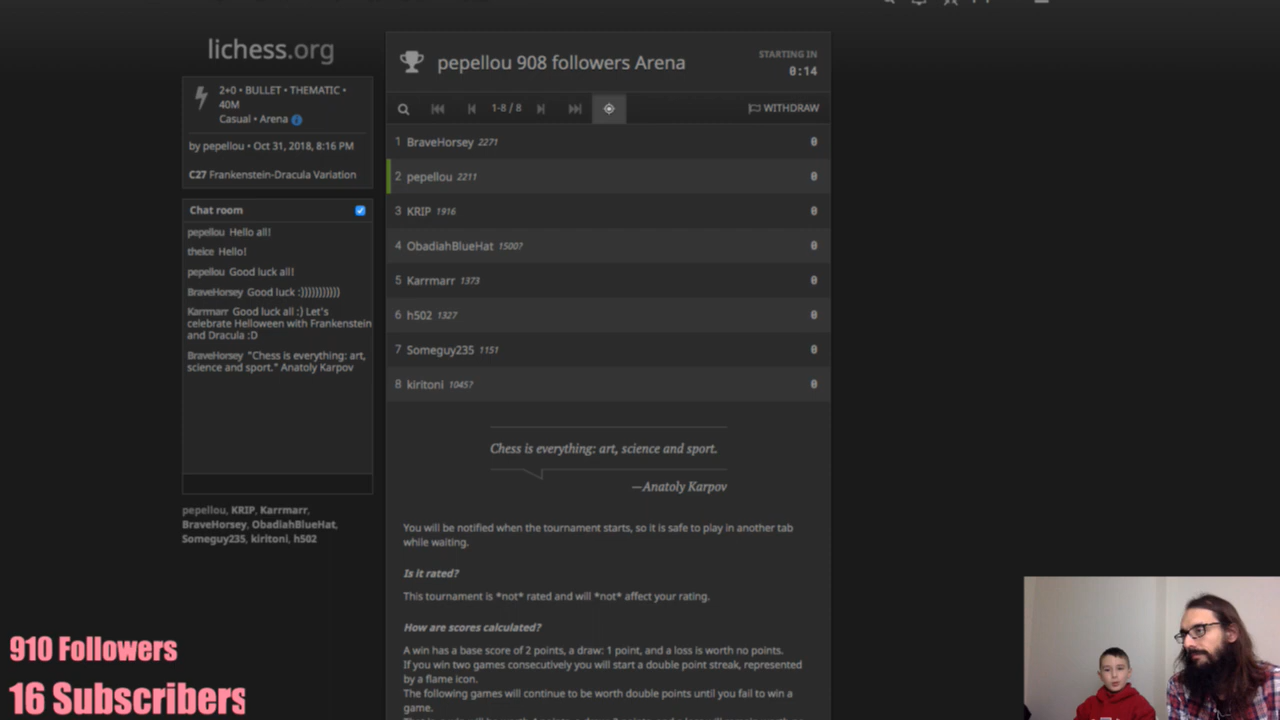 lichess.org
2+0 • BULLET • THEMATIC •
40M
Casual • Arena
by pepellou • Oct 31, 2018, 8:16 PM
C27 Frankenstein-Dracula Variation
Chat room
pepellou Hello all!
theice Hello!
pepellou Good luck all!
BraveHorsey Good luck :)))))))))))
Karrmarr Good luck all :) Let's
celebrate Helloween with Frankenstein
and Dracula :D
BraveHorsey "Chess is everything: art,
science and sport." Anatoly Karpov
pepellou, KRIP, Karrmarr,
BraveHorsey, ObadiahBlueHat,
Someguy235, kiritoni, h502
pepellou 908 followers Arena
STARTING IN
0:14
1-8 / 8
WITHDRAW
1 BraveHorsey 2271 0
2 pepellou 2211 0
3 KRIP 1916 0
4 ObadiahBlueHat 1500? 0
5 Karrmarr 1373 0
6 h502 1327 0
7 Someguy235 1151 0
8 kiritoni 1045? 0
Chess is everything: art, science and sport.
—Anatoly Karpov
You will be notified when the tournament starts, so it is safe to play in another tab
while waiting.
Is it rated?
This tournament is *not* rated and will *not* affect your rating.
How are scores calculated?
A win has a base score of 2 points, a draw: 1 point, and a loss is worth no points.
If you win two games consecutively you will start a double point streak, represented
by a flame icon.
The following games will continue to be worth double points until you fail to win a
game.
910 Followers
16 Subscribers